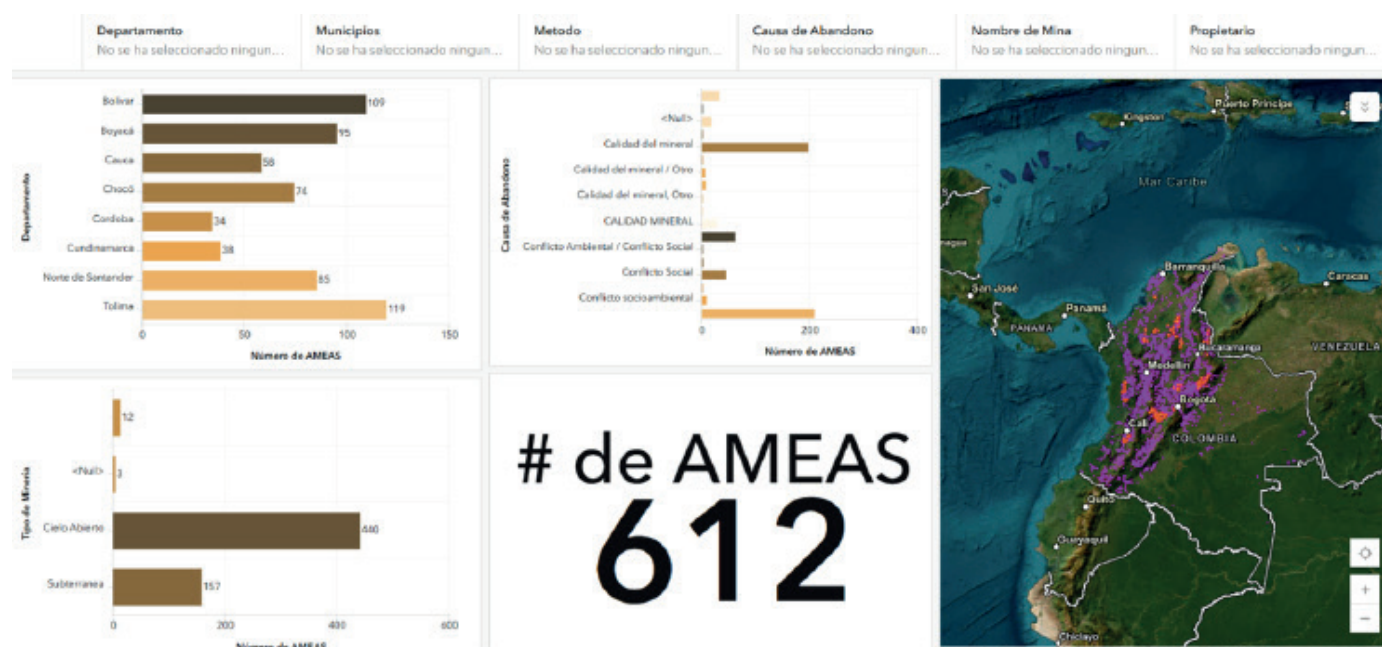 Departamento
No se ha seleccionado ningun...
Municipios
No se ha seleccionado ningun...
Metodo
No se ha seleccionado ningun...
Causa de Abandono
No se ha seleccionado ningun...
Nombre de Mina
No se ha seleccionado ningun...
Propietario
No se ha seleccionado ningun...
Departamento
Bolívar 109
Boyacá 95
Cauca 58
Chocó 74
Cordoba 34
Cundinamarca 38
Norte de Santander 85
Tolima 119
0 50 100 150
Número de AMEAS
Causa de Abandono
<Null>
Calidad del mineral
Calidad del mineral / Otro
Calidad del mineral, Otro
CALIDAD MINERAL
Conflicto Ambiental / Conflicto Social
Conflicto Social
Conflicto socioambiental
0 200 400
Número de AMEAS
Tipo de Mineria
12
<Null> 3
Cielo Abierto 440
Subterranea 157
0 200 400 600
Número de AMEAS
# de AMEAS
612
Puerto Príncipe
Kingston
Mar Caribe
Barranquilla
Caracas
San José
Panamá
PANAMÁ
Bucaramanga
VENEZUELA
Medellín
Bogotá
Cali
COLOMBIA
Quito
Guayaquil
Chiclayo
+
−